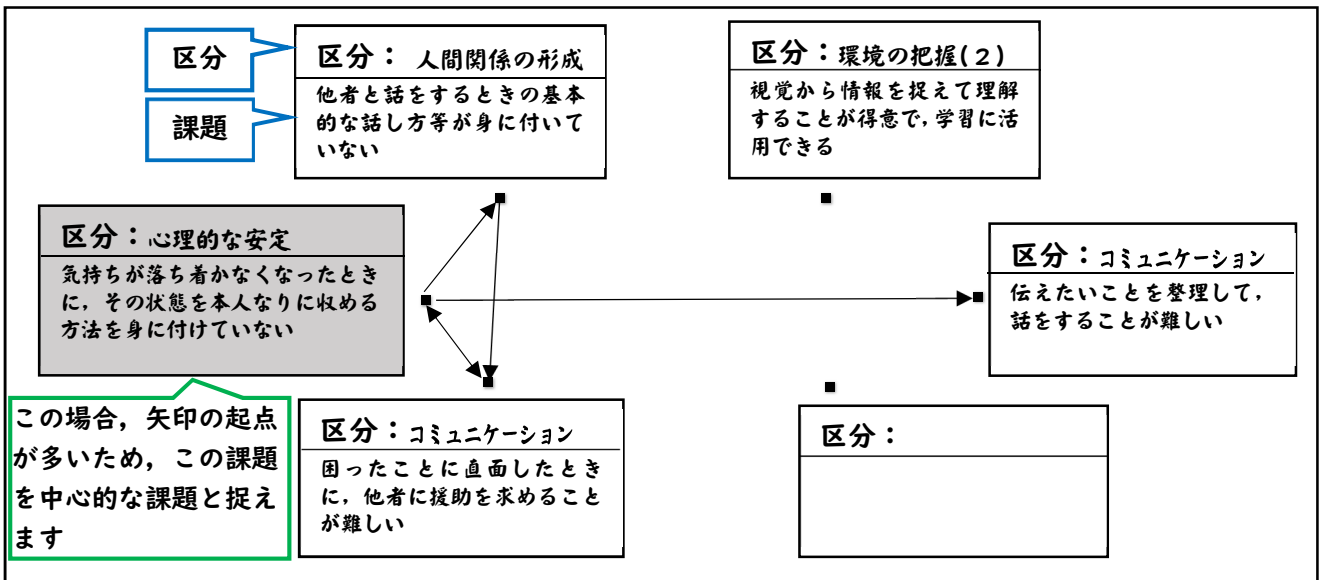 区分
課題
区分： 人間関係の形成
他者と話をするときの基本
的な話し方等が身に付いて
いない
区分：環境の把握(２)
視覚から情報を捉えて理解
することが得意で，学習に活
用できる
区分：心理的な安定
気持ちが落ち着かなくなったとき
に，その状態を本人なりに収める
方法を身に付けていない
区分：コミュニケーション
伝えたいことを整理して，
話をすることが難しい
この場合，矢印の起点
が多いため，この課題
を中心的な課題と捉え
ます
区分：コミュニケーション
困ったことに直面したとき
に，他者に援助を求めること
が難しい
区分：